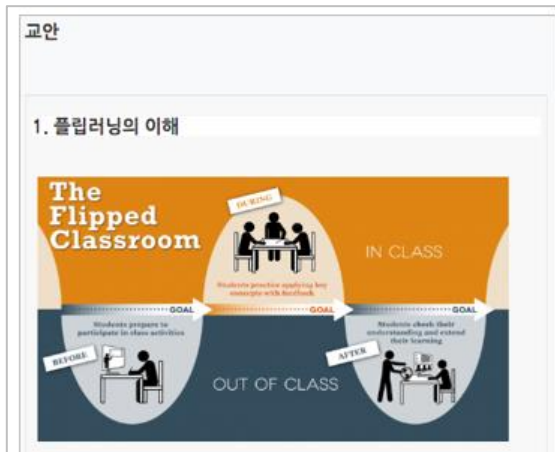 교안
1. 플립러닝의 이해
The
Flipped
Classroom
DURING
IN CLASS
Students practice applying key
concepts with feedback
GOAL
GOAL
GOAL
Students prepare to
participate in class activities
BEFORE
Students check their
understanding and extend
their learning
AFTER
OUT OF CLASS